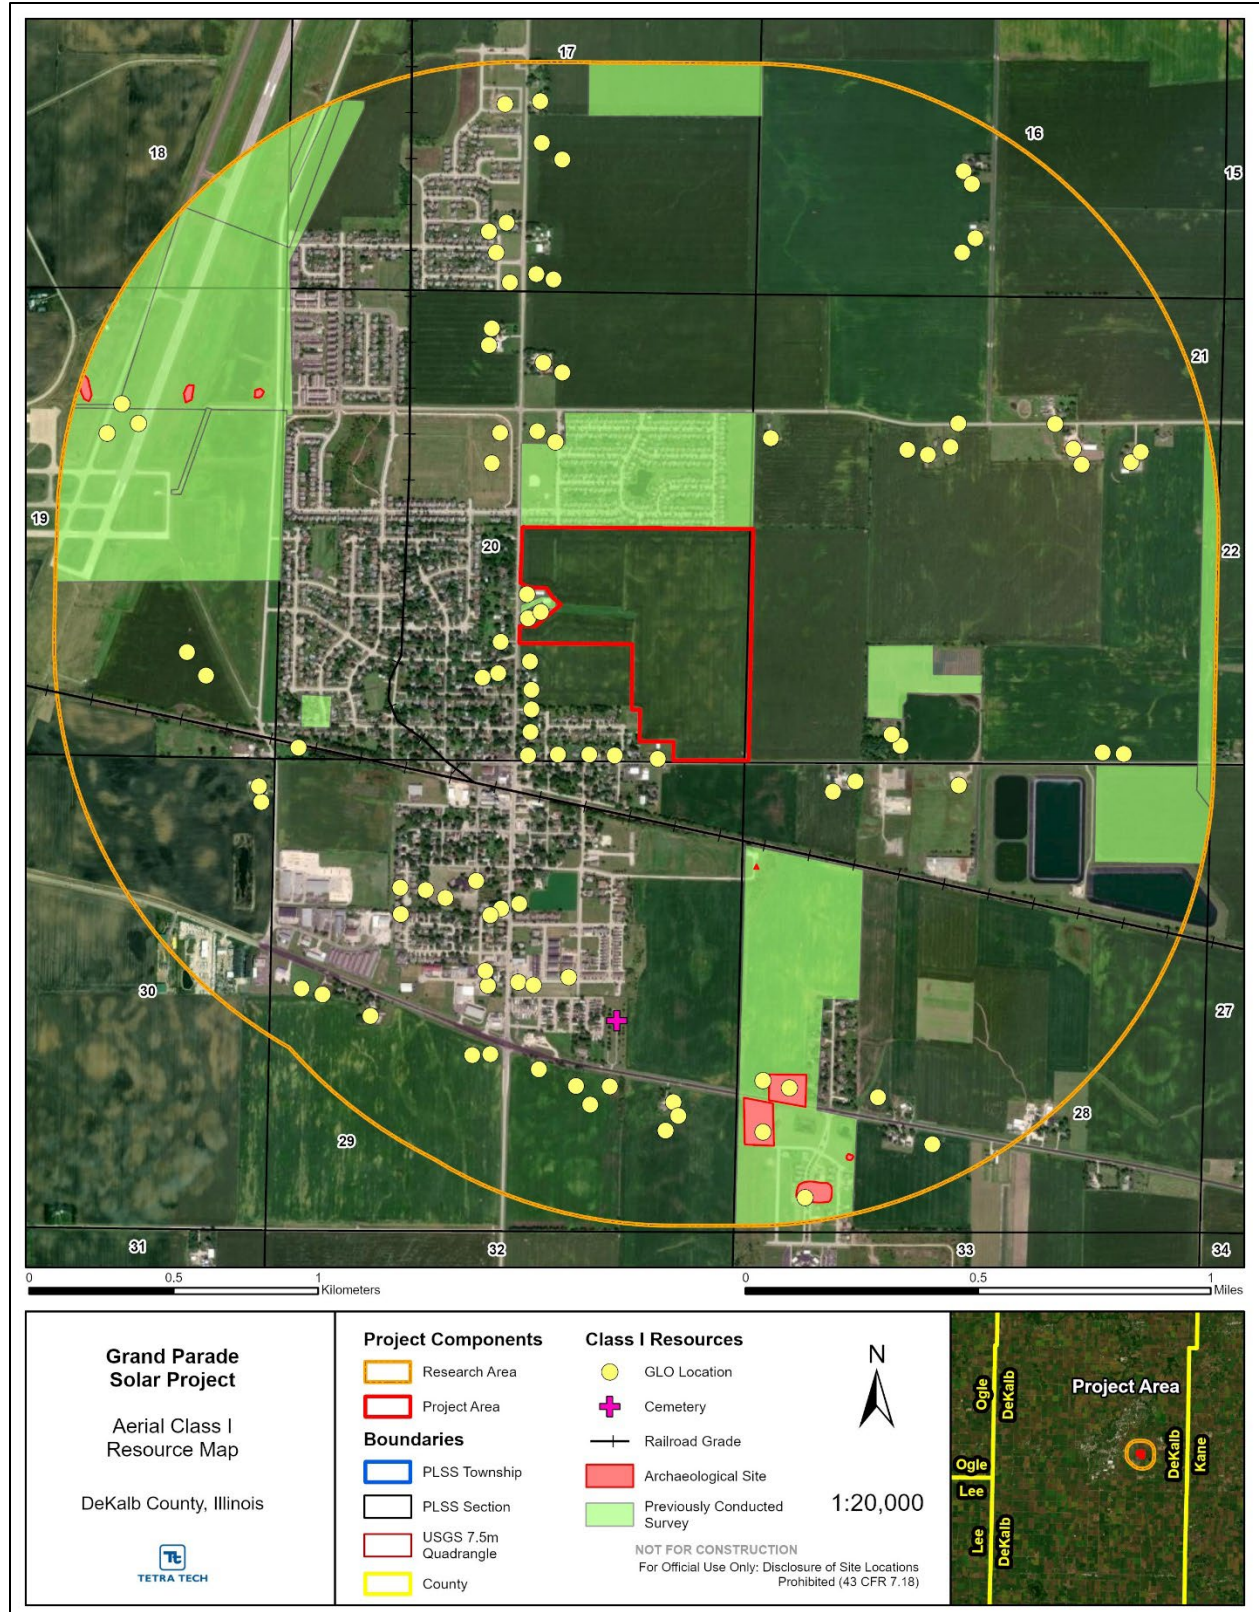 17
16
15
18
21
19
20
22
30
27
29
28
31
32
33
34
0 0.5 1
Kilometers
0 0.5 1
Miles
Grand Parade
Solar Project
Aerial Class I
Resource Map
DeKalb County, Illinois
Tt
TETRA TECH
Project Components
Research Area
Project Area
Boundaries
PLSS Township
PLSS Section
USGS 7.5m
Quadrangle
County
Class I Resources
GLO Location
Cemetery
Railroad Grade
Archaeological Site
Previously Conducted
Survey
N
1:20,000
NOT FOR CONSTRUCTION
For Official Use Only: Disclosure of Site Locations
Prohibited (43 CFR 7.18)
Project Area
Ogle
DeKalb
Ogle
Lee
Lee
DeKalb
DeKalb
Kane